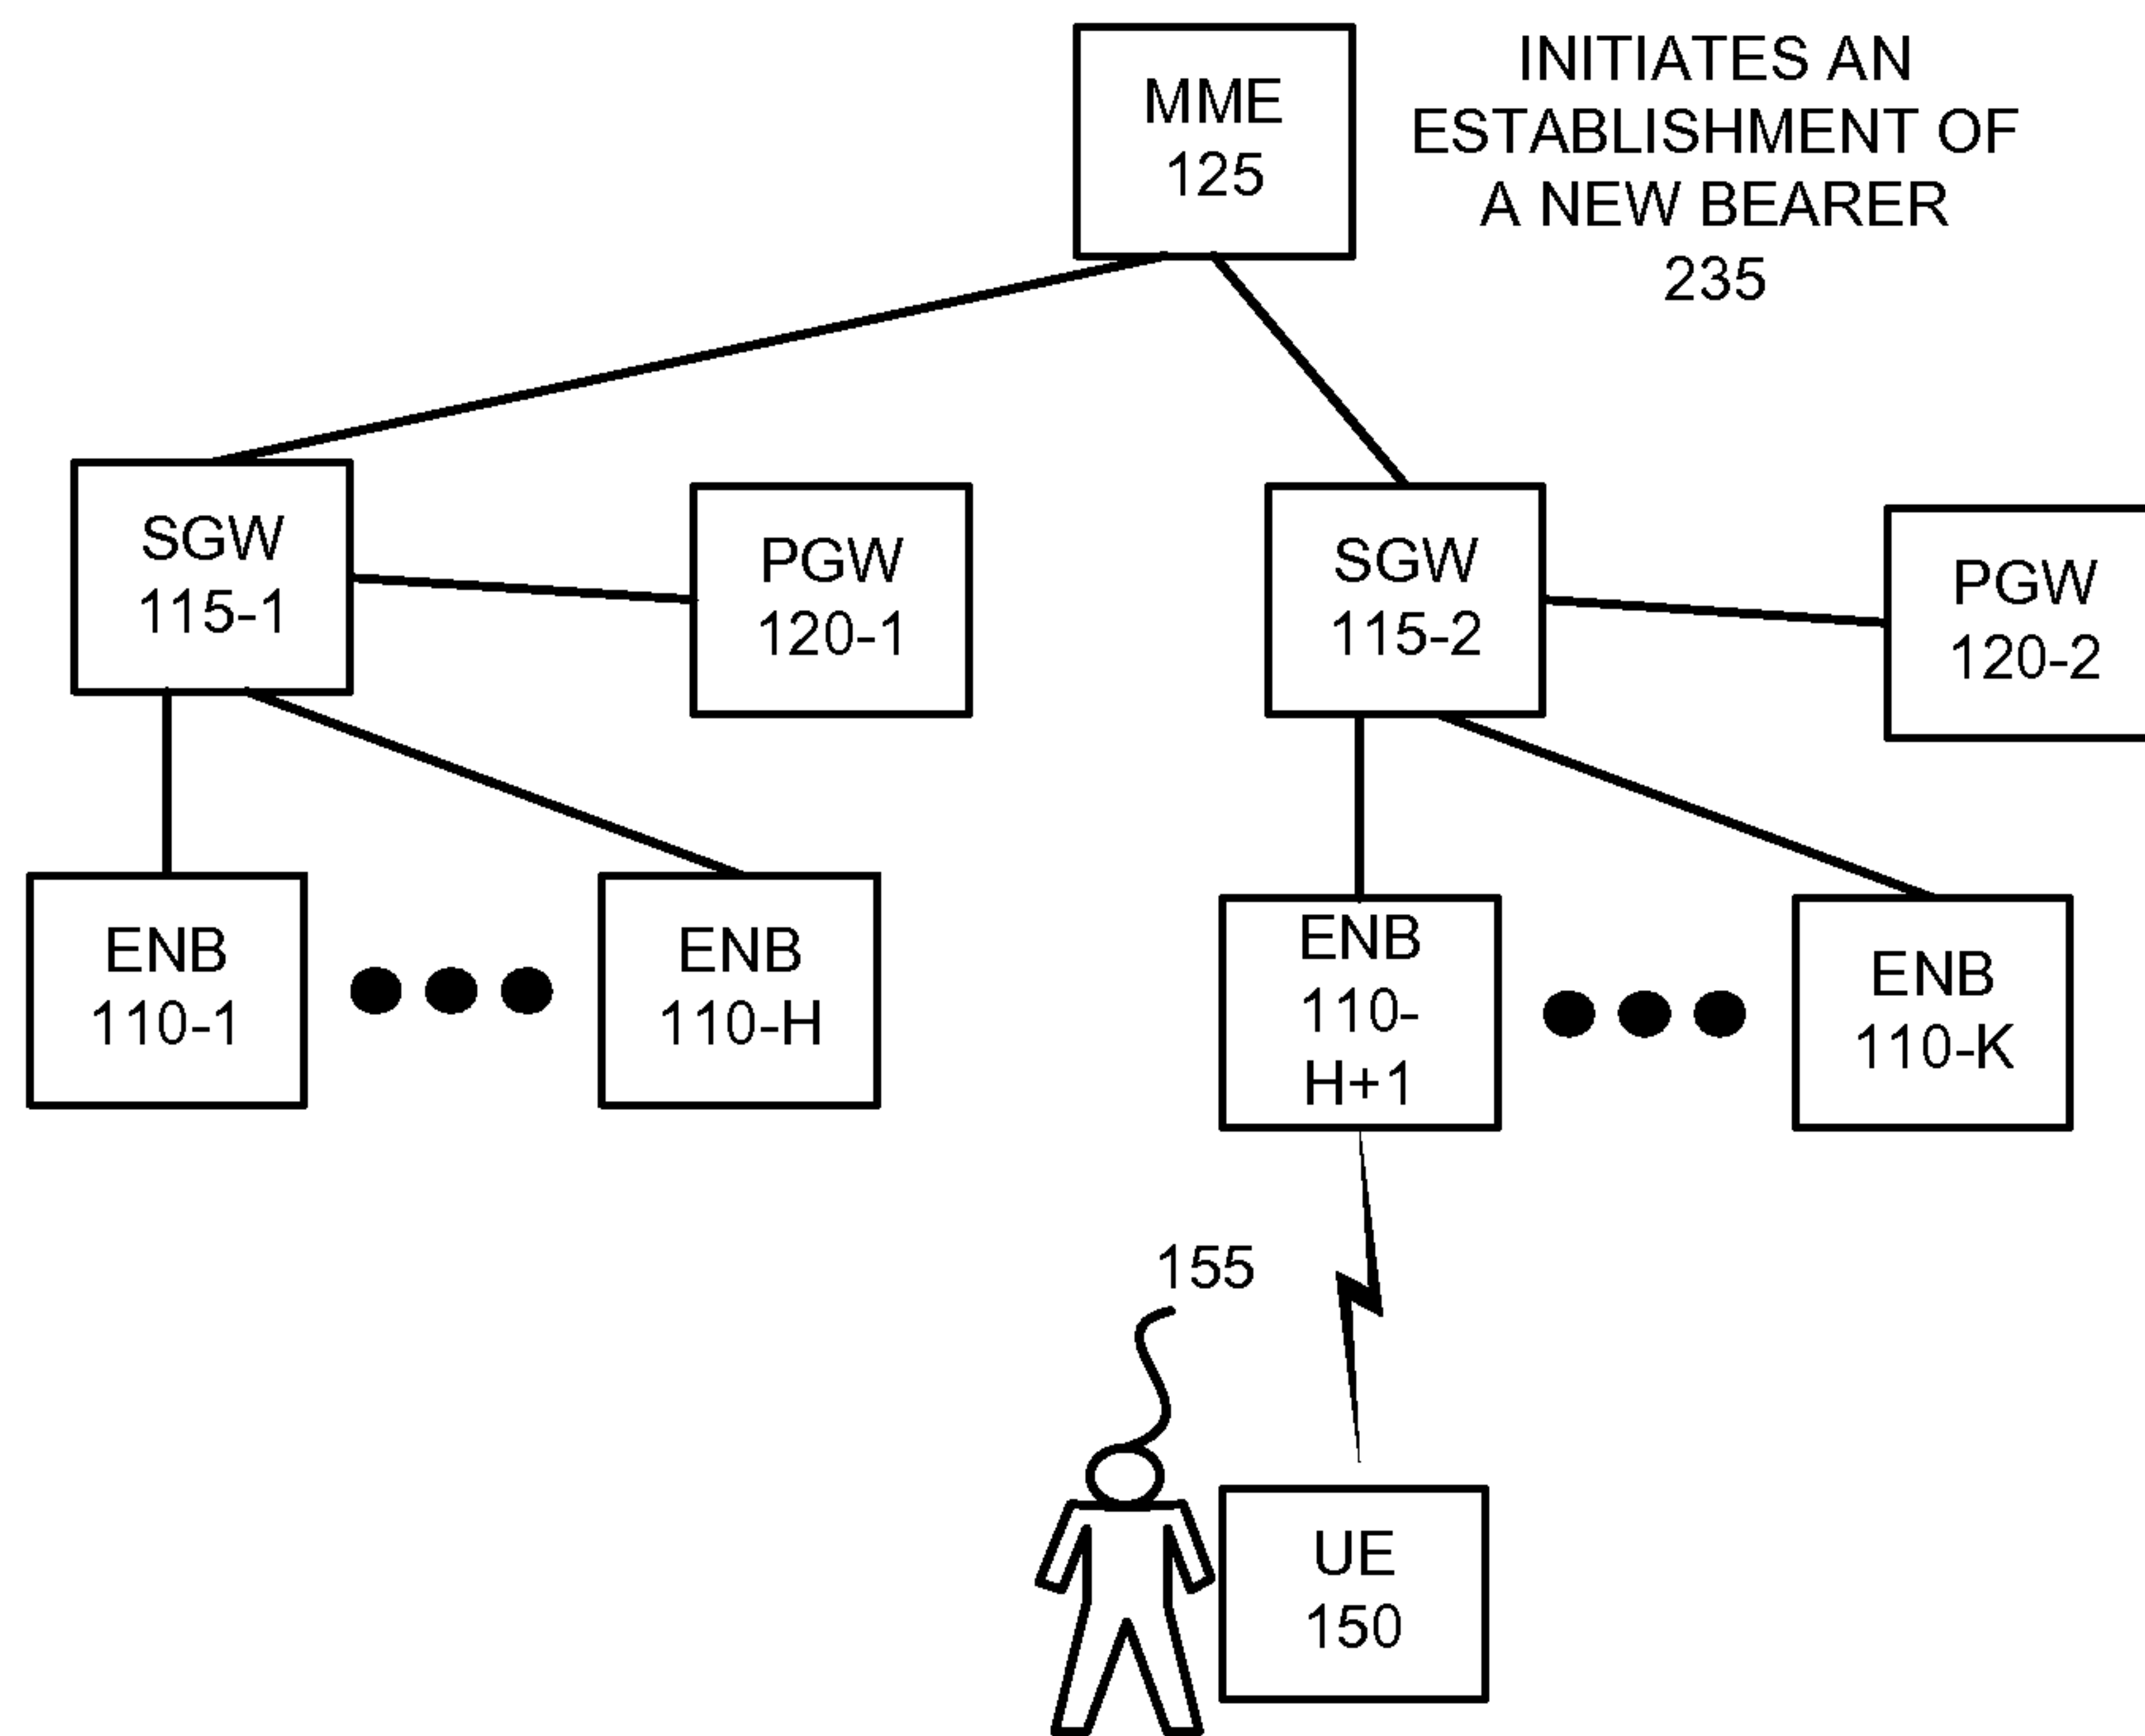 MME
125
INITIATES AN
ESTABLISHMENT OF
A NEW BEARER
235
SGW
115-1
PGW
120-1
SGW
115-2
PGW
120-2
ENB
110-1
ENB
110-H
ENB
110-
H+1
ENB
110-K
155
UE
150